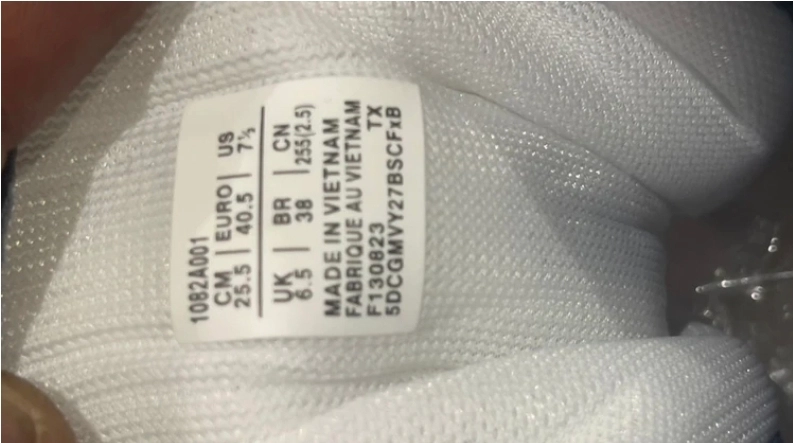 1082A001
CM | EURO | US
25.5 | 40.5 | 7½
UK | BR | CN
6.5 | 38 | 255(2.5)
MADE IN VIETNAM
FABRIQUE AU VIETNAM
F130823 TX
5DCGMVY27BSCFxB